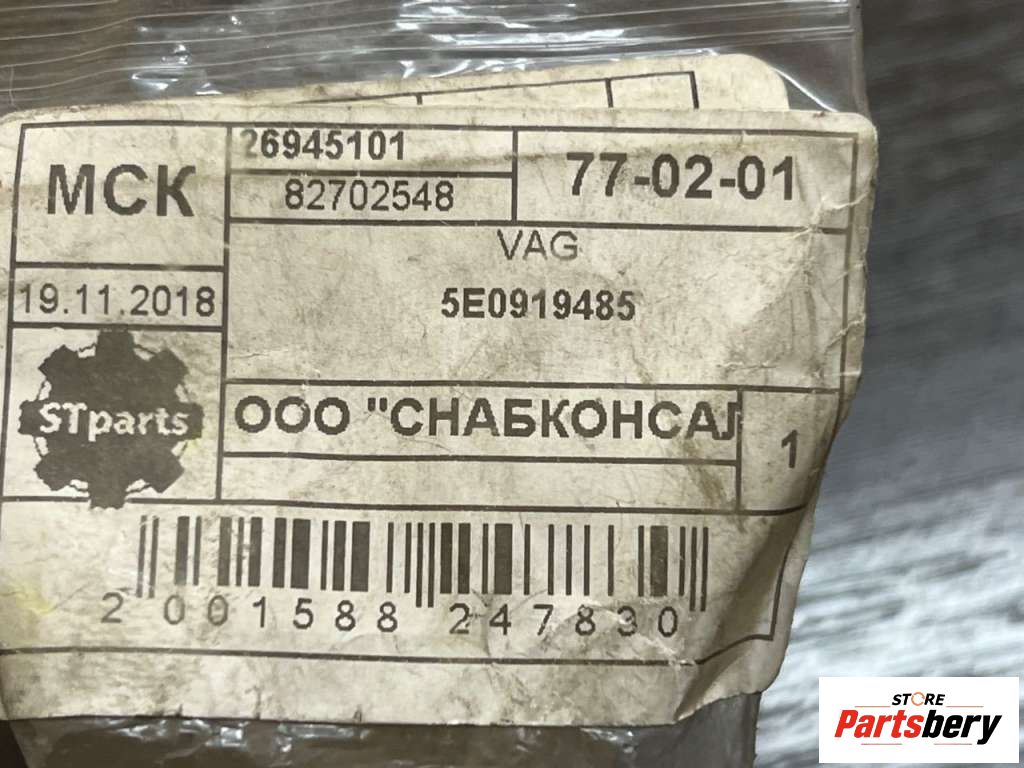 МСК
26945101
82702548
77-02-01
19.11.2018
VAG
5E0919485
STparts
ООО "СНАБКОНСАЛ
1
2 001588 247830
STORE
Partsbery